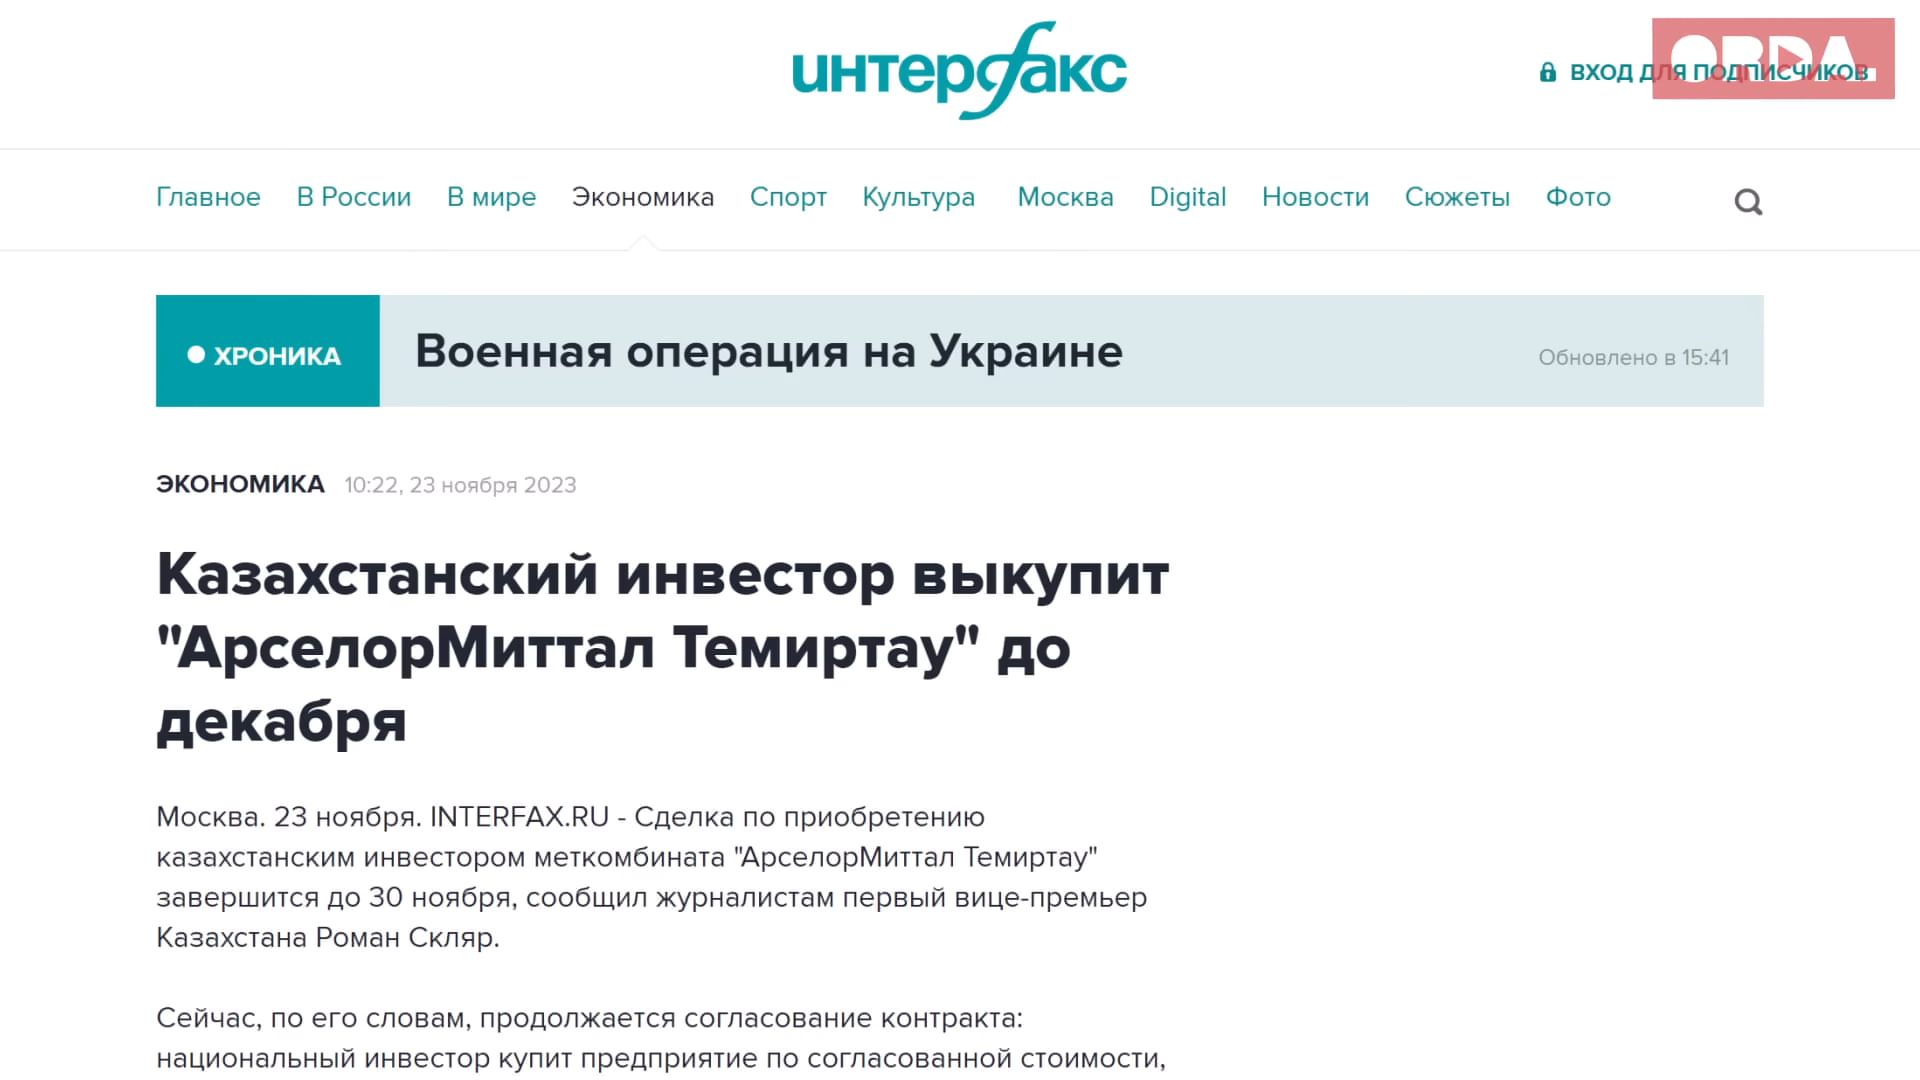 интерфакс
ВХОД ДЛЯ ПОДПИСЧИКОВ
ORDA
Главное В России В мире Экономика Спорт Культура Москва Digital Новости Сюжеты Фото
ХРОНИКА Военная операция на Украине Обновлено в 15:41
ЭКОНОМИКА 10:22, 23 ноября 2023
Казахстанский инвестор выкупит
"АрселорМиттал Темиртау" до
декабря
Москва. 23 ноября. INTERFAX.RU - Сделка по приобретению
казахстанским инвестором меткомбината "АрселорМиттал Темиртау"
завершится до 30 ноября, сообщил журналистам первый вице-премьер
Казахстана Роман Скляр.
Сейчас, по его словам, продолжается согласование контракта:
национальный инвестор купит предприятие по согласованной стоимости,